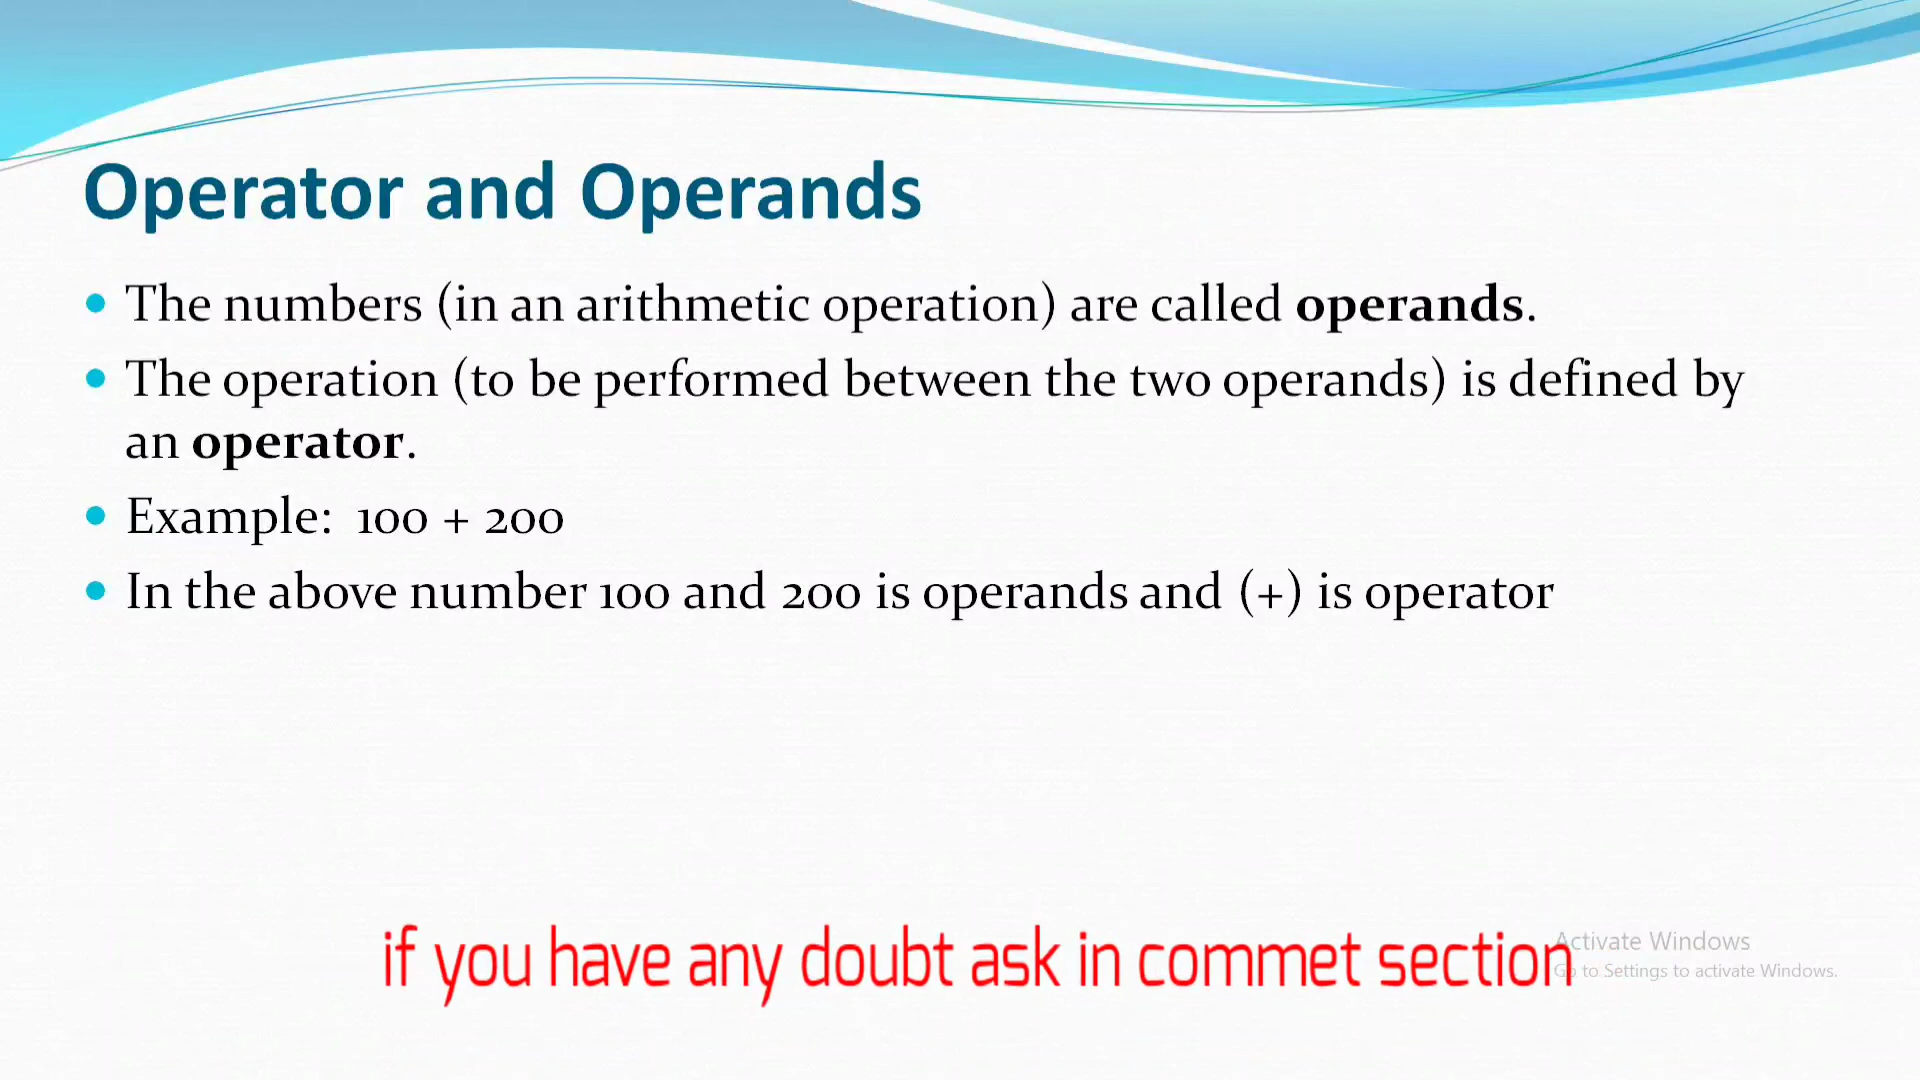 Operator and Operands
• The numbers (in an arithmetic operation) are called operands.
• The operation (to be performed between the two operands) is defined by
an operator.
• Example: 100 + 200
• In the above number 100 and 200 is operands and (+) is operator
if you have any doubt ask in commet section
Activate Windows
Go to Settings to activate Windows.